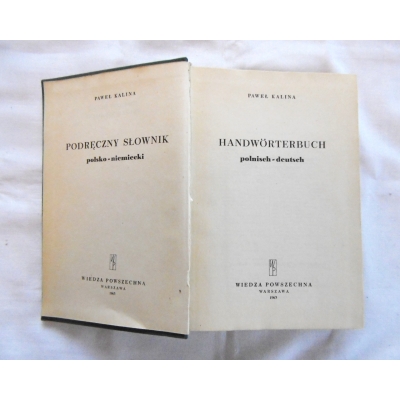 PAWEŁ KALINA
PODRĘCZNY SŁOWNIK
polsko-niemiecki
WIEDZA POWSZECHNA
WARSZAWA
PAWEŁ KALINA
HANDWÖRTERBUCH
polnisch-deutsch
WIEDZA POWSZECHNA
WARSZAWA